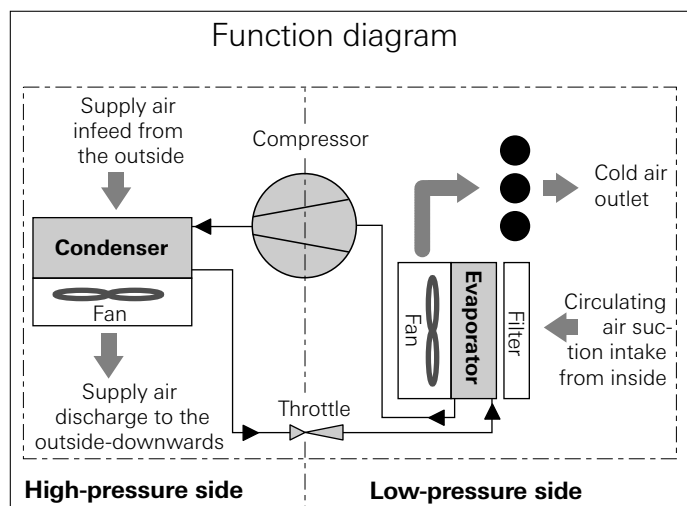 Function diagram
Supply air
infeed from
the outside
Compressor
Cold air
outlet
Condenser
Fan
Fan
Evaporator
Filter
Circulating
air suc-
tion intake
from inside
Supply air
discharge to the
outside-downwards
Throttle
High-pressure side
Low-pressure side